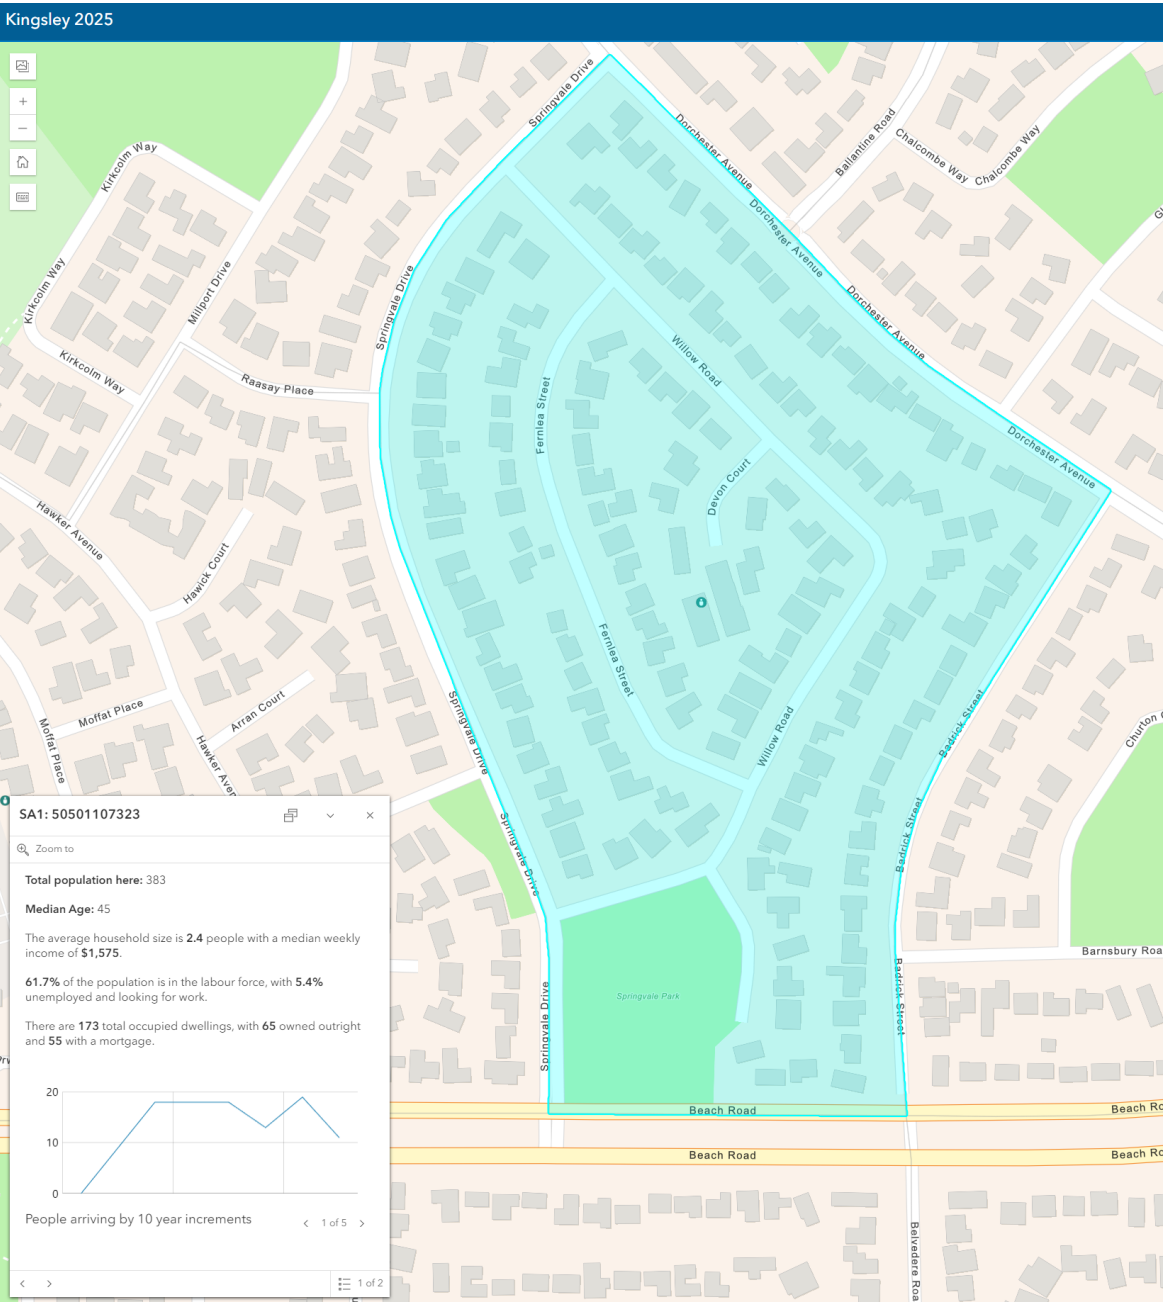 Kingsley 2025
Springvale Drive
Dorchester Avenue
Ballantine Road
Chalcombe Way
Chalcombe Way
Kirkcolm Way
Dorchester Avenue
Kirkcolm Way
Millport Drive
Springvale Drive
Dorchester Avenue
Kirkcolm Way
Raasay Place
Willow Road
Fernlea Street
Dorchester Avenue
Devon Court
Hawker Avenue
Hawick Court
Fernlea Street
Moffat Place
Arran Court
Moffat Place
Springvale Drive
Willow Road
Badrick Street
Churton
Hawker Aven
Springvale Drive
Badrick Street
Barnsbury Roa
Badrick Street
Springvale Park
Springvale Drive
Beach Road
Beach Ro
Beach Road
Beach Ro
Belvedere Roa
SA1: 50501107323
Zoom to
Total population here: 383
Median Age: 45
The average household size is 2.4 people with a median weekly
income of $1,575.
61.7% of the population is in the labour force, with 5.4%
unemployed and looking for work.
There are 173 total occupied dwellings, with 65 owned outright
and 55 with a mortgage.
20
10
0
People arriving by 10 year increments
1 of 5
1 of 2